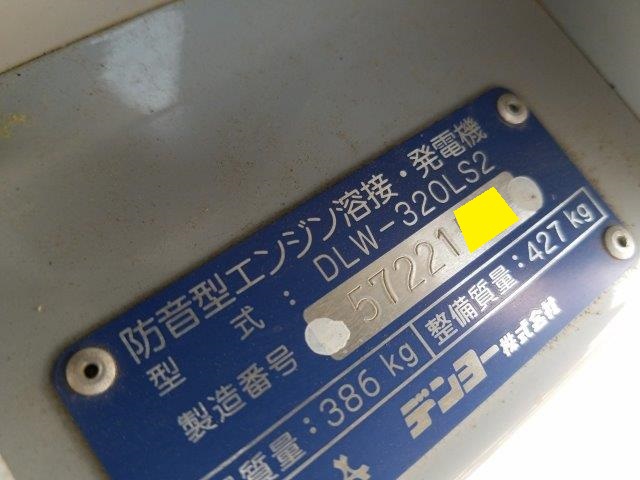 防音型エンジン溶接・発電機
型 式: DLW-320LS2
製造番号 57221
質量: 386 kg 整備質量: 427 kg
デンヨー株式会社